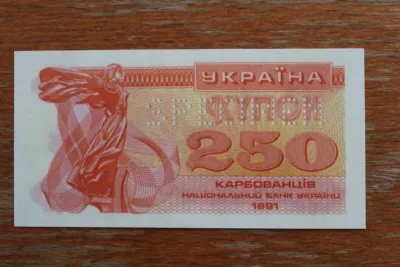 УКРАЇНА
КУПОН
250
КАРБОВАНЦІВ
НАЦІОНАЛЬНИЙ БАНК УКРАЇНИ
1991